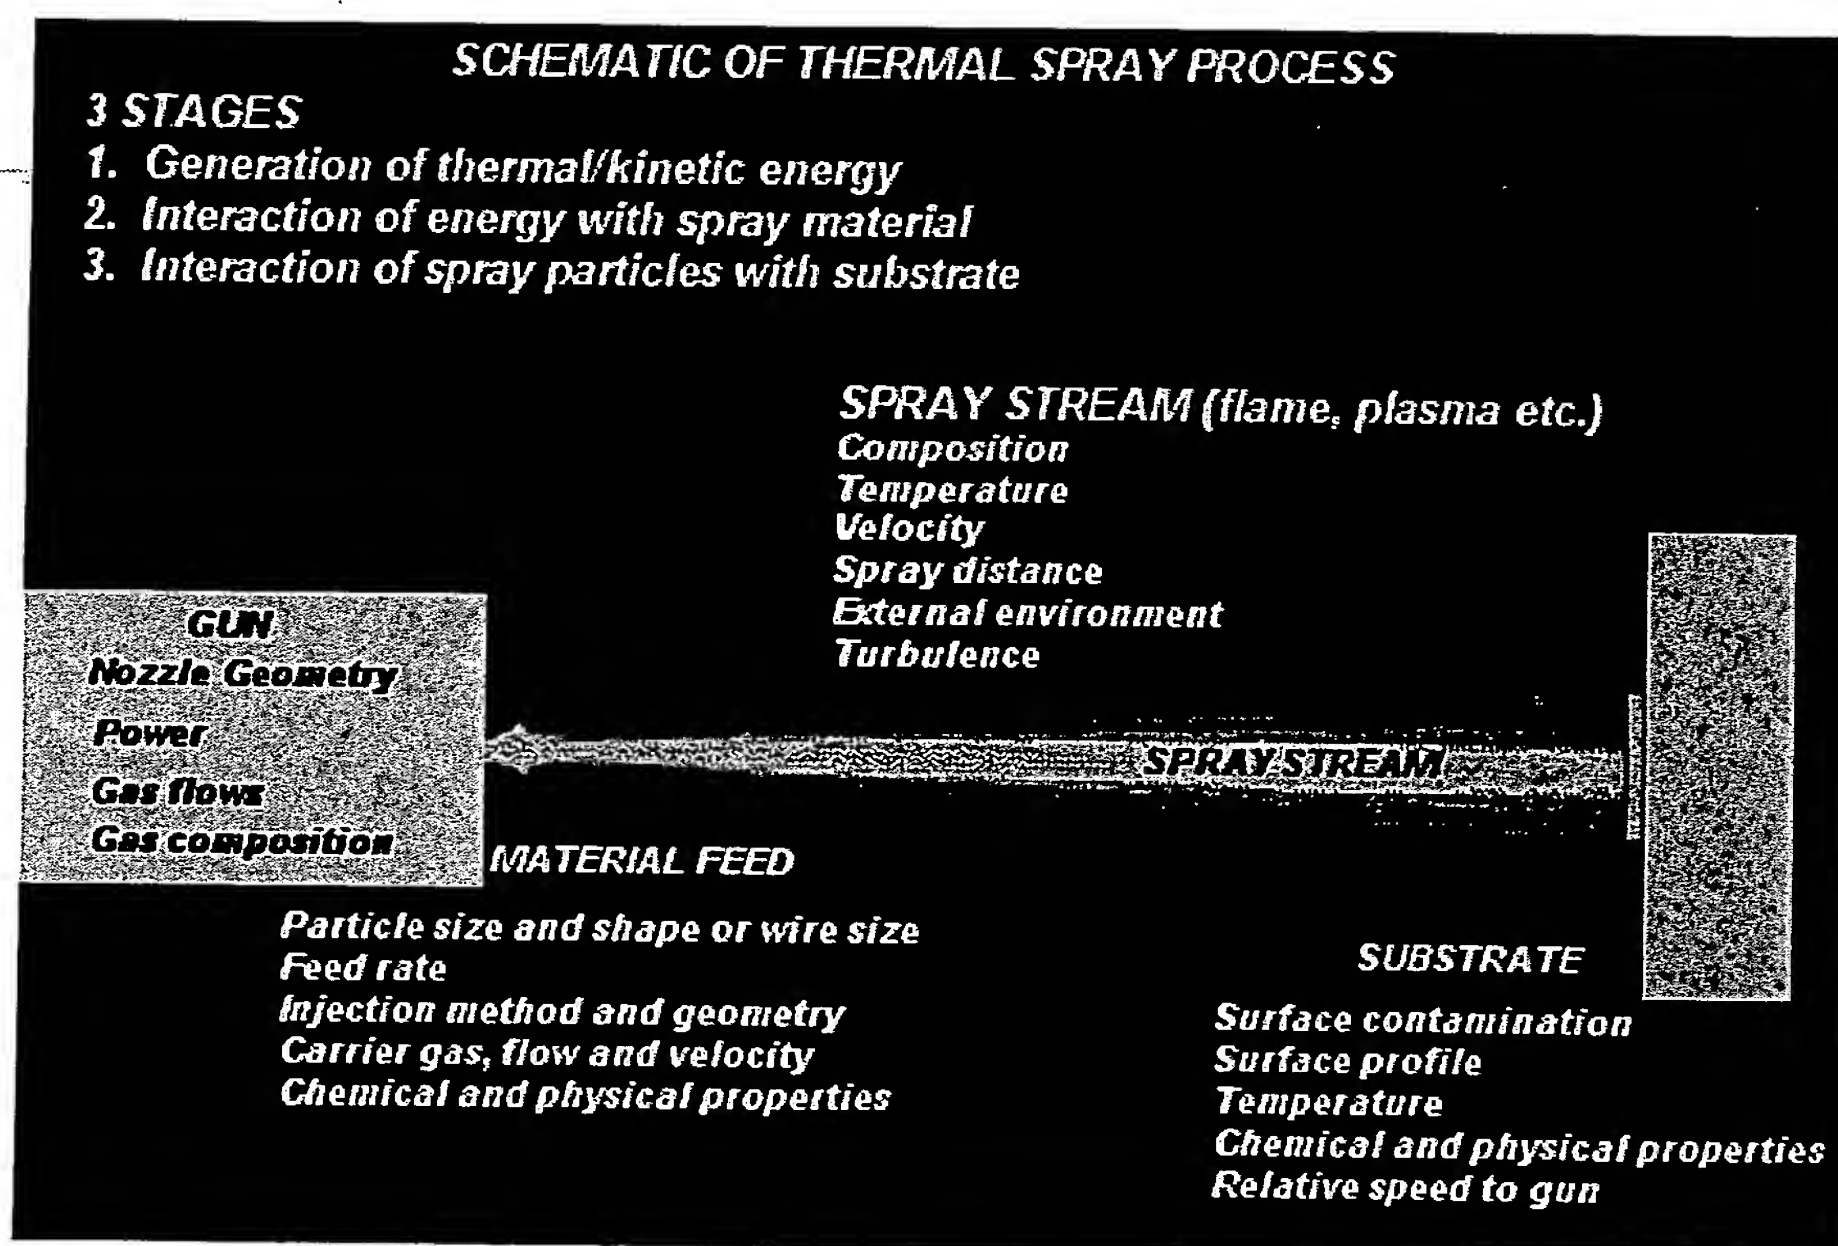 SCHEMATIC OF THERMAL SPRAY PROCESS
3 STAGES
1. Generation of thermal/kinetic energy
2. Interaction of energy with spray material
3. Interaction of spray particles with substrate
SPRAY STREAM (flame, plasma etc.)
Composition
Temperature
Velocity
Spray distance
External environment
Turbulence
GUN
Nozzle Geometry
Power
Gas flows
Gas composition
SPRAY STREAM
MATERIAL FEED
Particle size and shape or wire size
Feed rate
Injection method and geometry
Carrier gas, flow and velocity
Chemical and physical properties
SUBSTRATE
Surface contamination
Surface profile
Temperature
Chemical and physical properties
Relative speed to gun